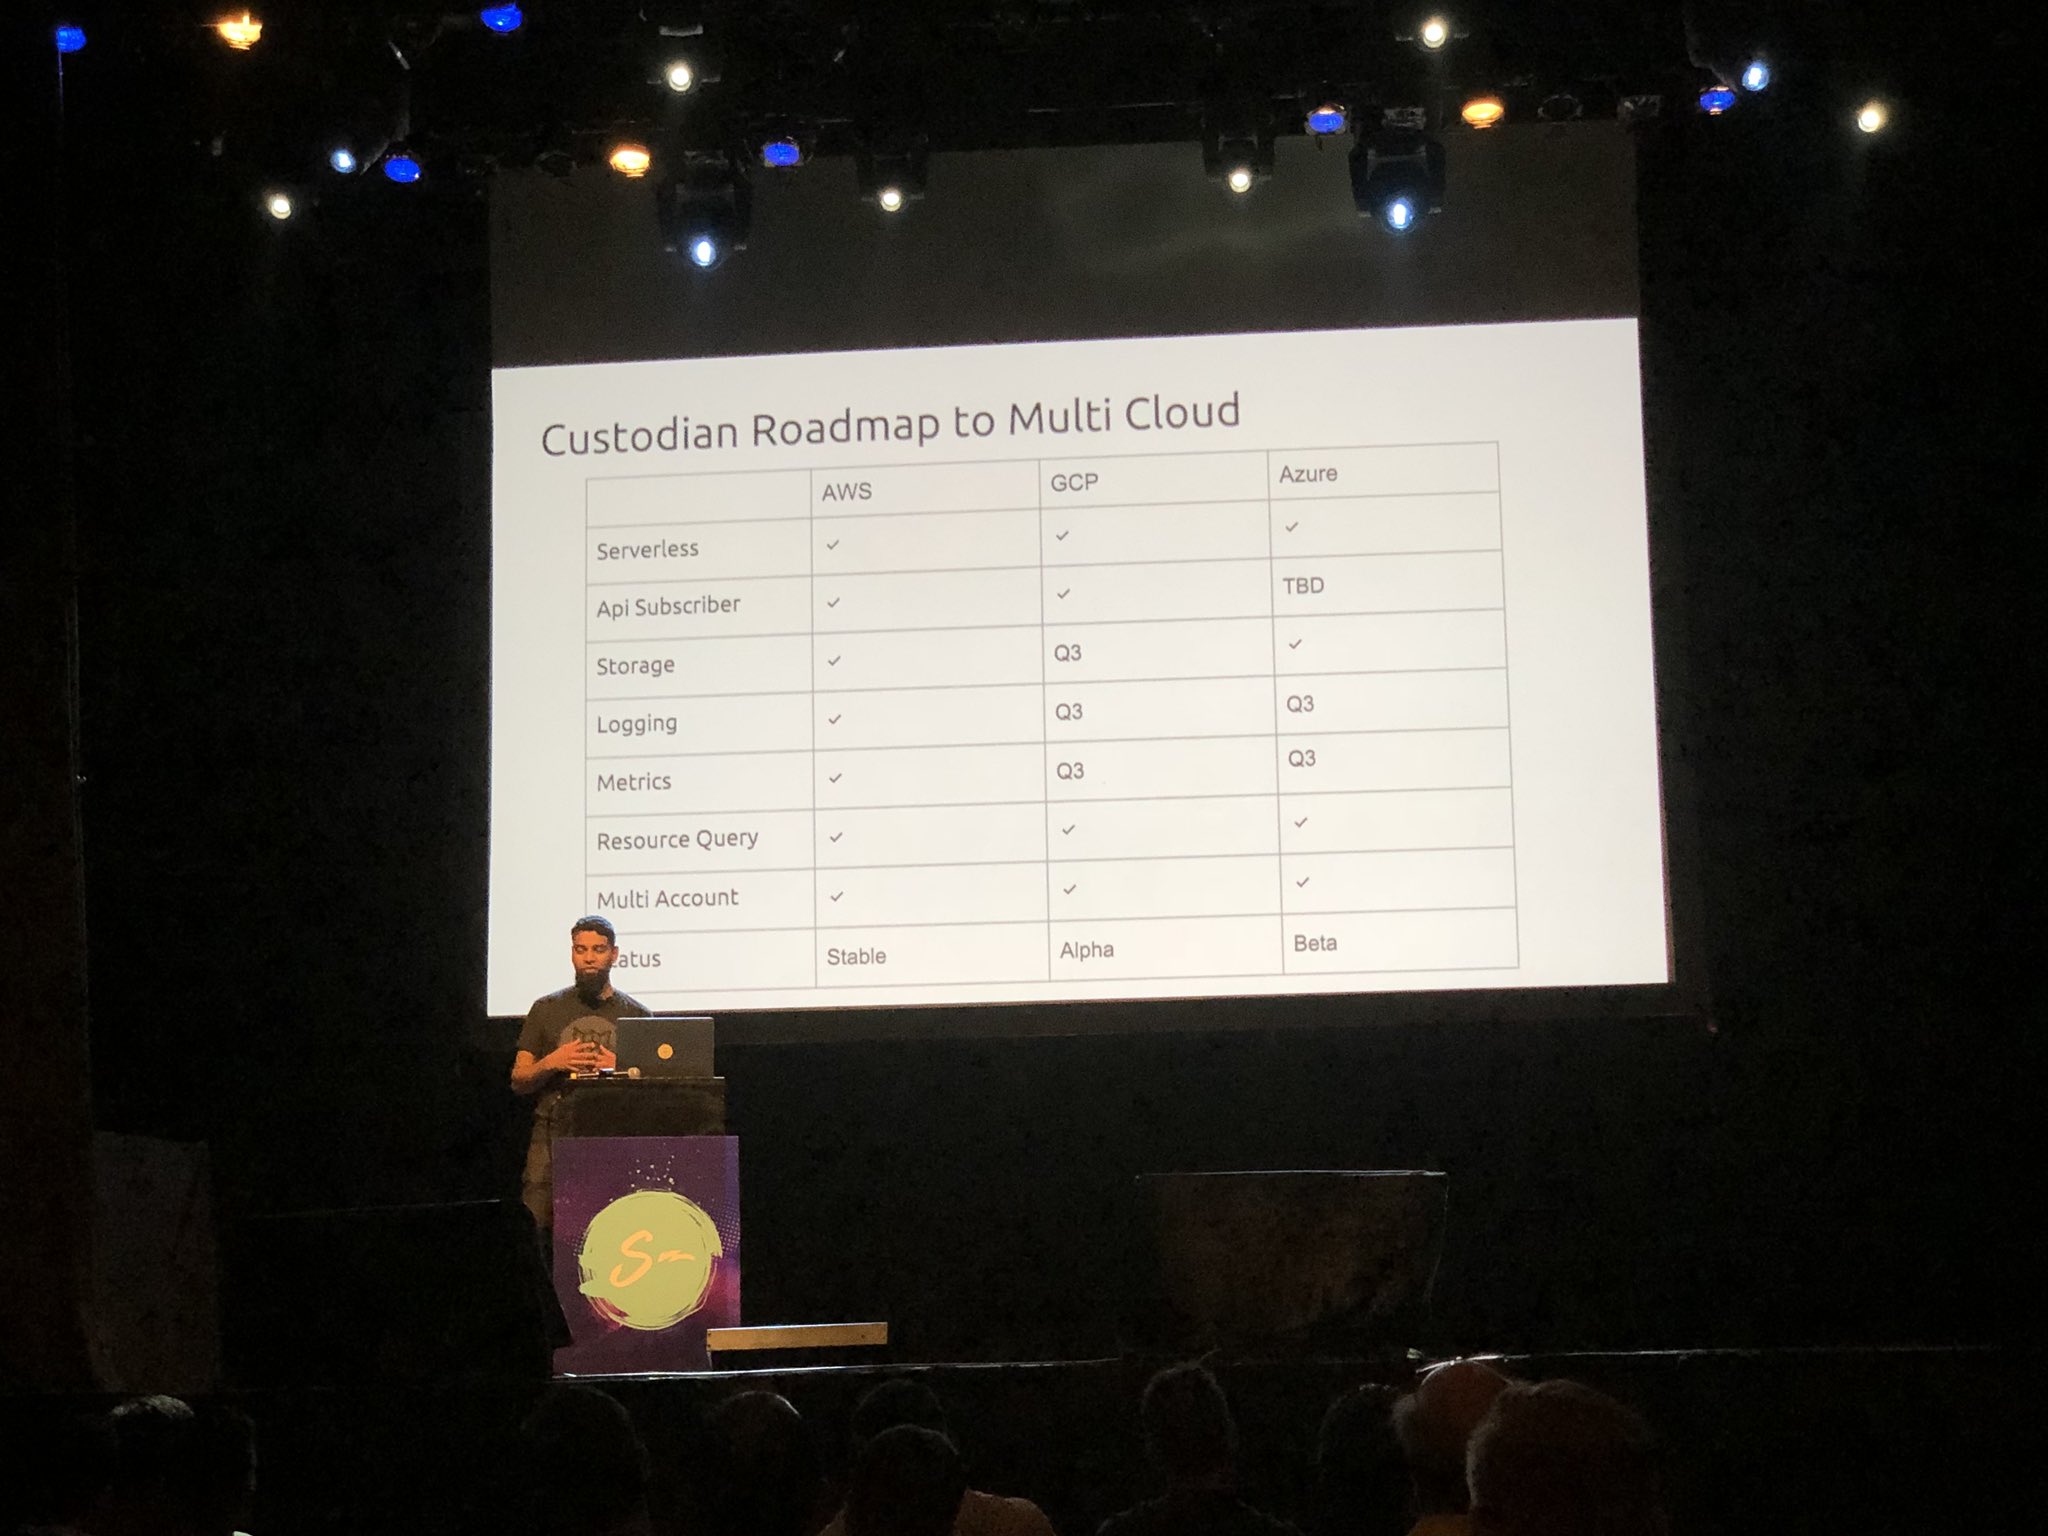 Custodian Roadmap to Multi Cloud
AWS GCP Azure
Serverless ✓ ✓ ✓
Api Subscriber ✓ ✓ TBD
Storage ✓ Q3 ✓
Logging ✓ Q3 Q3
Metrics ✓ Q3 Q3
Resource Query ✓ ✓ ✓
Multi Account ✓ ✓ ✓
atus Stable Alpha Beta